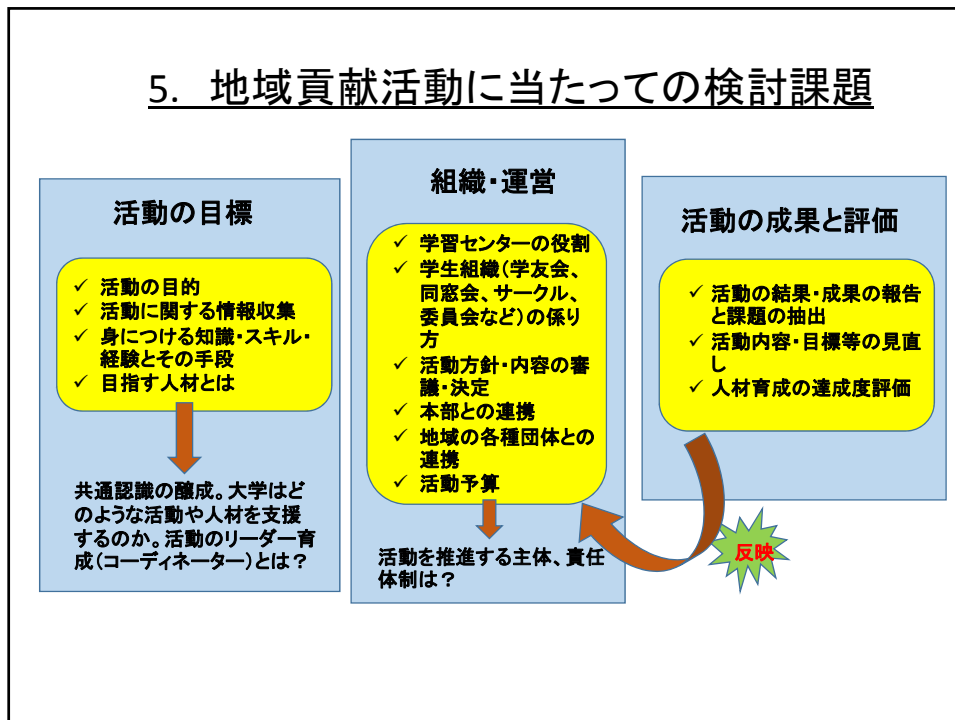 5. 地域貢献活動に当たっての検討課題
活動の目標
✓ 活動の目的
✓ 活動に関する情報収集
✓ 身につける知識・スキル・
経験とその手段
✓ 目指す人材とは
共通認識の醸成。大学はど
のような活動や人材を支援
するのか。活動のリーダー育
成(コーディネーター)とは？
組織・運営
✓ 学習センターの役割
✓ 学生組織(学友会、
同窓会、サークル、
委員会など)の係り
方
✓ 活動方針・内容の審
議・決定
✓ 本部との連携
✓ 地域の各種団体との
連携
✓ 活動予算
活動を推進する主体、責任
体制は？
活動の成果と評価
✓ 活動の結果・成果の報告
と課題の抽出
✓ 活動内容・目標等の見直
し
✓ 人材育成の達成度評価
反映